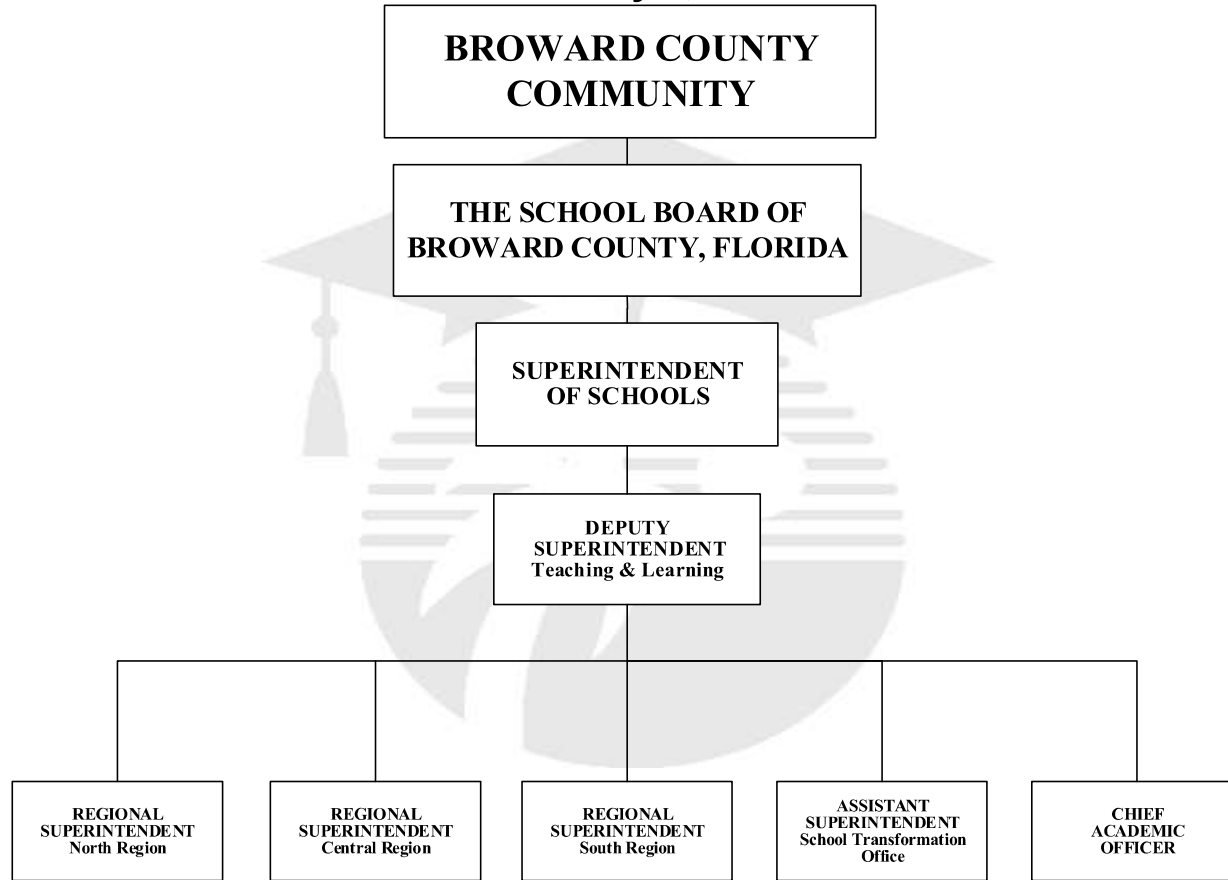 BROWARD COUNTY
COMMUNITY
THE SCHOOL BOARD OF
BROWARD COUNTY, FLORIDA
SUPERINTENDENT
OF SCHOOLS
DEPUTY
SUPERINTENDENT
Teaching & Learning
REGIONAL
SUPERINTENDENT
North Region
REGIONAL
SUPERINTENDENT
Central Region
REGIONAL
SUPERINTENDENT
South Region
ASSISTANT
SUPERINTENDENT
School Transformation
Office
CHIEF
ACADEMIC
OFFICER